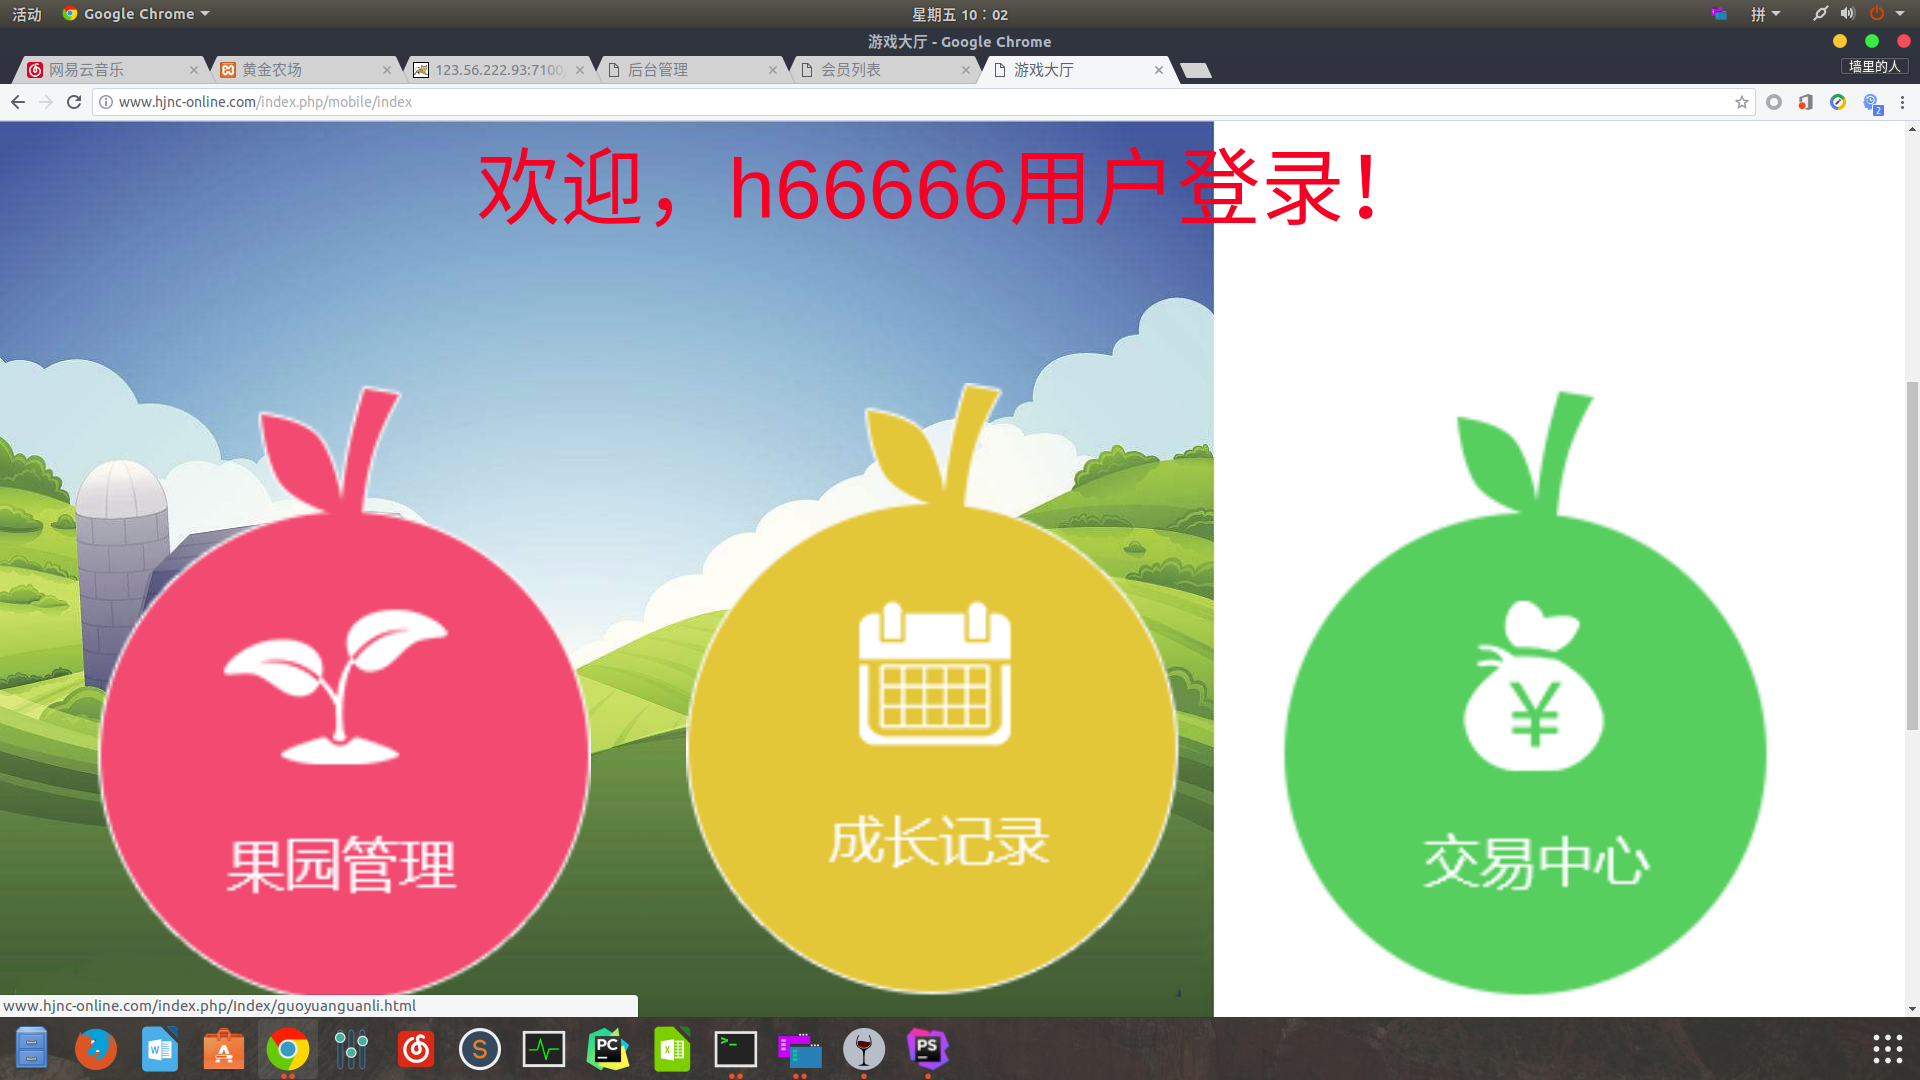 活动
Google Chrome
星期五 10：02
拼
游戏大厅 - Google Chrome
网易云音乐
黄金农场
123.56.222.93:7100
后台管理
会员列表
游戏大厅
墙里的人
www.hjnc-online.com/index.php/mobile/index
2
欢迎，h66666用户登录！
果园管理
成长记录
¥
交易中心
www.hjnc-online.com/index.php/Index/guoyuanguanli.html
W
A
S
PC
X
>_
PS